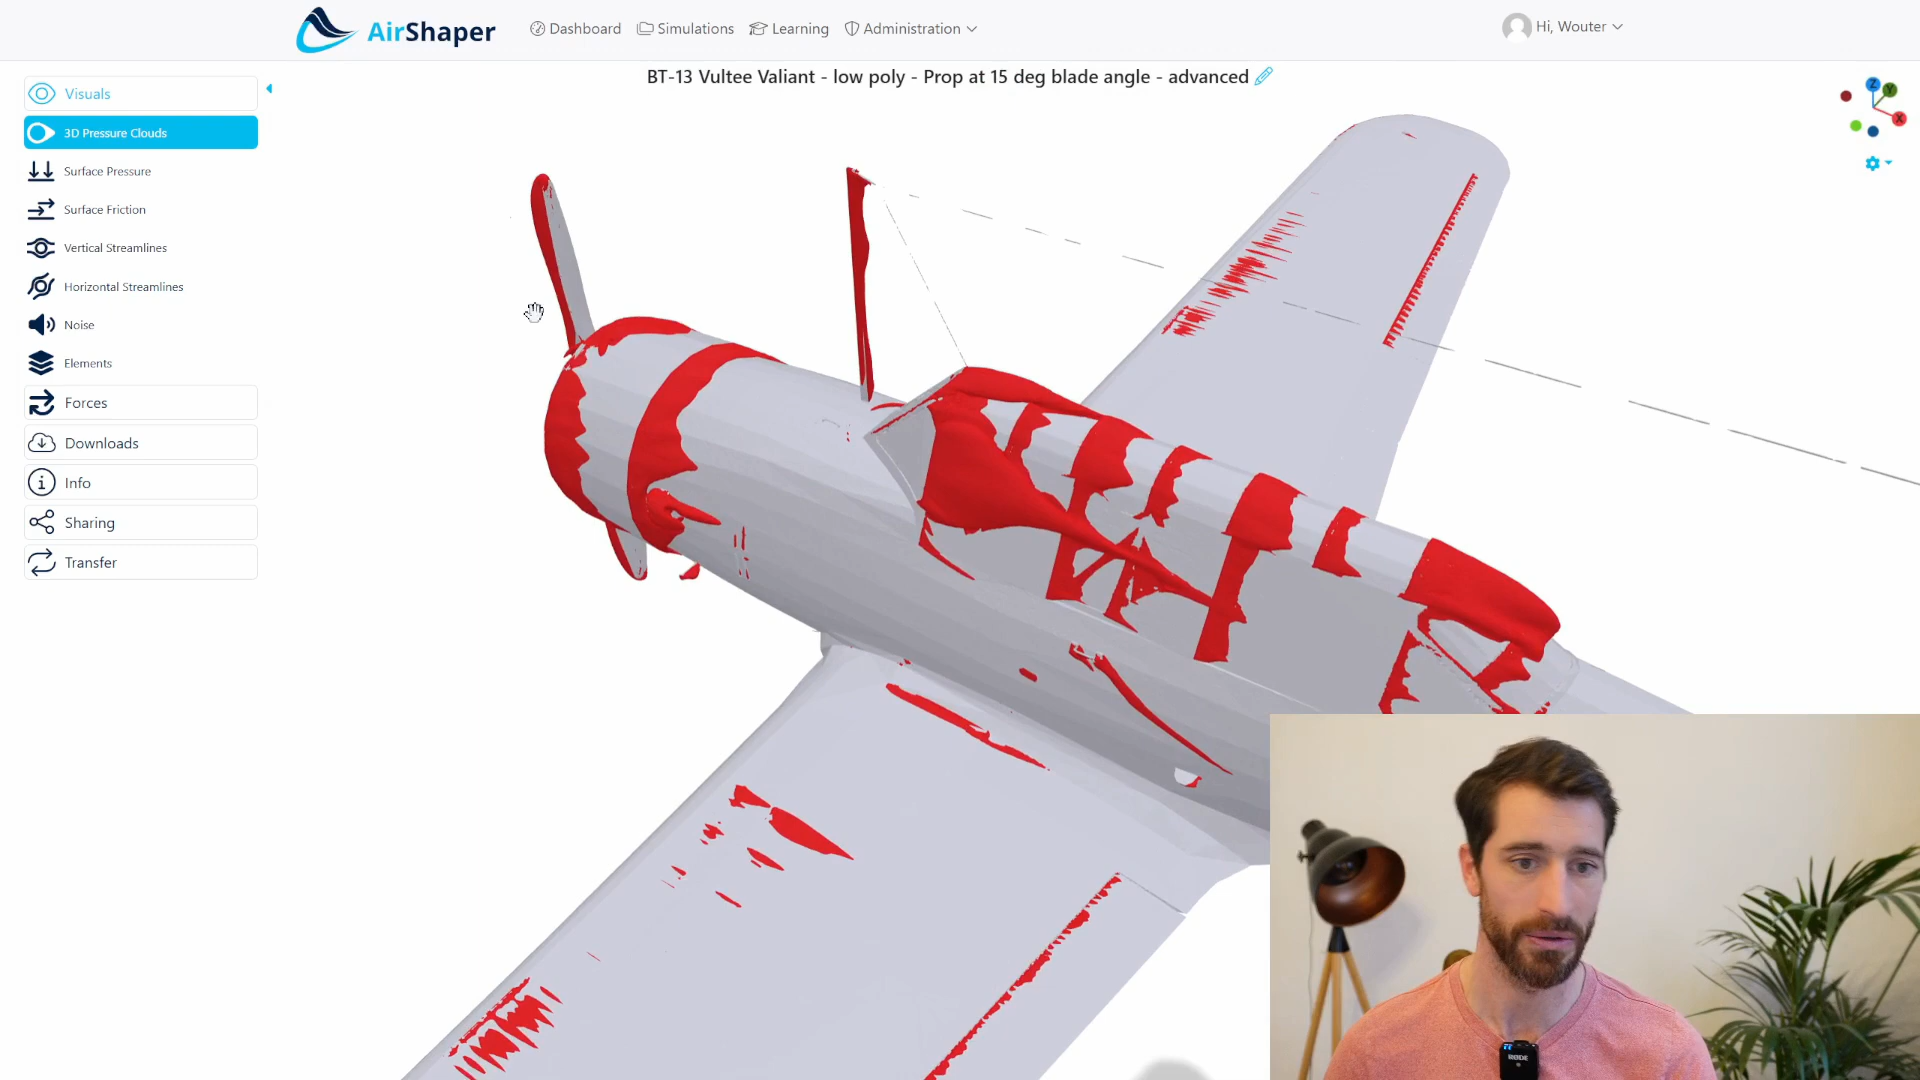 AirShaper
Dashboard
Simulations
Learning
Administration
Hi, Wouter
BT-13 Vultee Valiant - low poly - Prop at 15 deg blade angle - advanced
Visuals
3D Pressure Clouds
Surface Pressure
Surface Friction
Vertical Streamlines
Horizontal Streamlines
Noise
Elements
Forces
Downloads
Info
Sharing
Transfer
Z
Y
X
RØDE